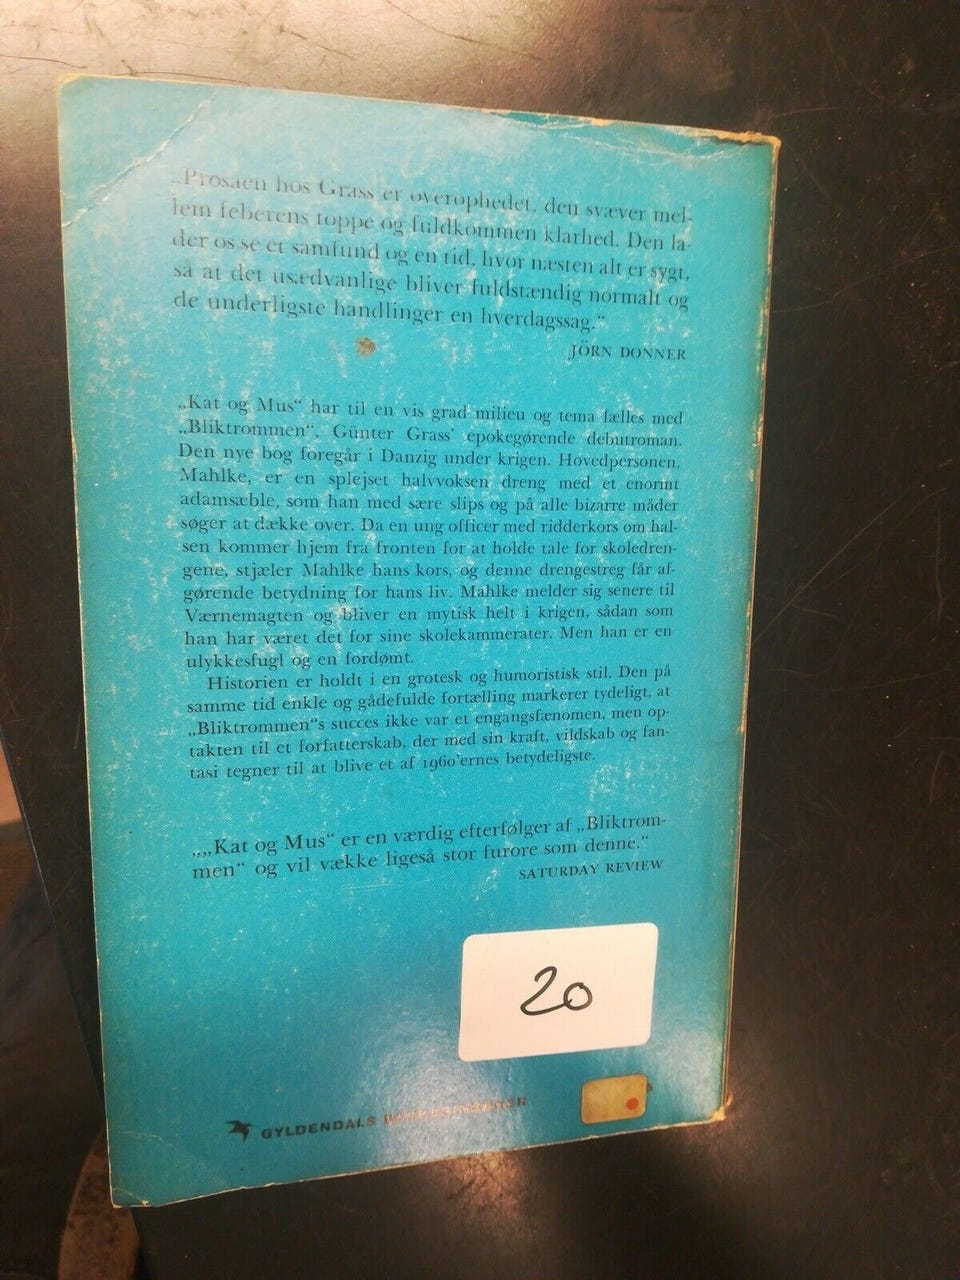 „Prosaen hos Grass er overophedet, den svæver mel-
lem feberens toppe og fuldkommen klarhed. Den la-
der os se et samfund og en tid, hvor næsten alt er sygt,
så at det usædvanlige bliver fuldstændig normalt og
de underligste handlinger en hverdagssag.“
JÖRN DONNER
„Kat og Mus“ har til en vis grad milieu og tema fælles med
„Bliktrommen“, Günter Grass' epokegørende debutroman.
Den nye bog foregår i Danzig under krigen. Hovedpersonen,
Mahlke, er en splejset halvvoksen dreng med et enormt
adamsæble, som han med sære slips og på alle bizarre måder
søger at dække over. Da en ung officer med ridderkors om hal-
sen kommer hjem fra fronten for at holde tale for skoledren-
gene, stjæler Mahlke hans kors, og denne drengestreg får af-
gørende betydning for hans liv. Mahlke melder sig senere til
Værnemagten og bliver en mytisk helt i krigen, sådan som
han har været det for sine skolekammerater. Men han er en
ulykkesfugl og en fordømt.
Historien er holdt i en grotesk og humoristisk stil. Den på
samme tid enkle og gådefulde fortælling markerer tydeligt, at
„Bliktrommen“s succes ikke var et engangsfænomen, men op-
takten til et forfatterskab, der med sin kraft, vildskab og fan-
tasi tegner til at blive et af 1960'ernes betydeligste.
„„Kat og Mus“ er en værdig efterfølger af „Bliktrom-
men“ og vil vække ligeså stor furore som denne.“
SATURDAY REVIEW
20
GYLDENDALS